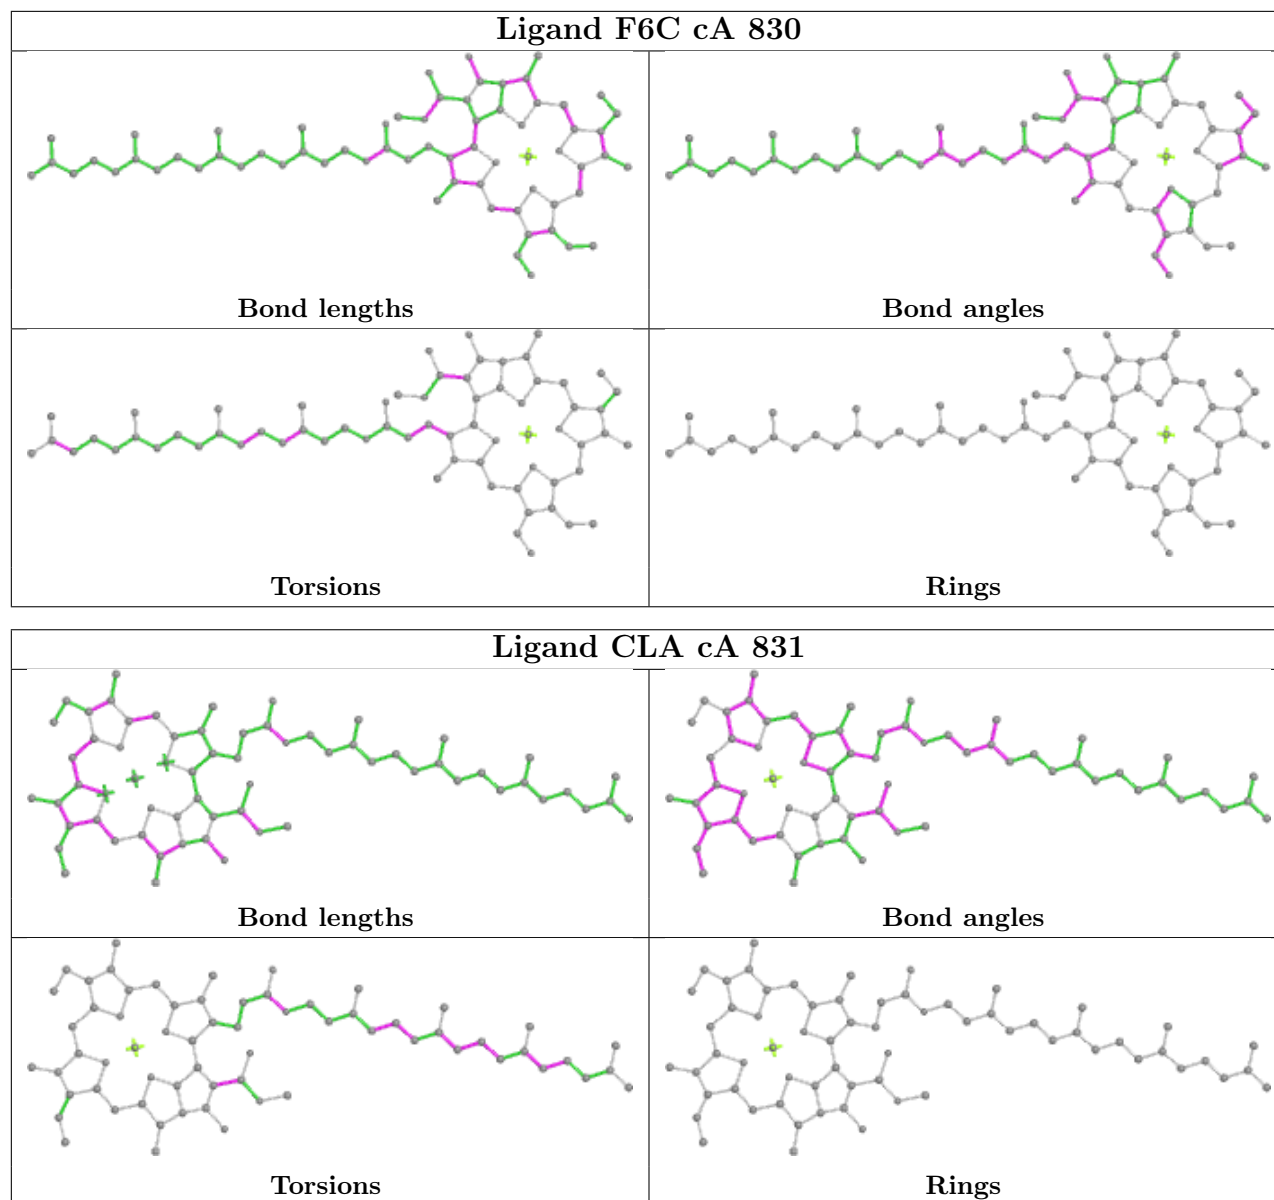 Ligand F6C cA 830
Bond lengths
Bond angles
Torsions
Rings
Ligand CLA cA 831
Bond lengths
Bond angles
Torsions
Rings